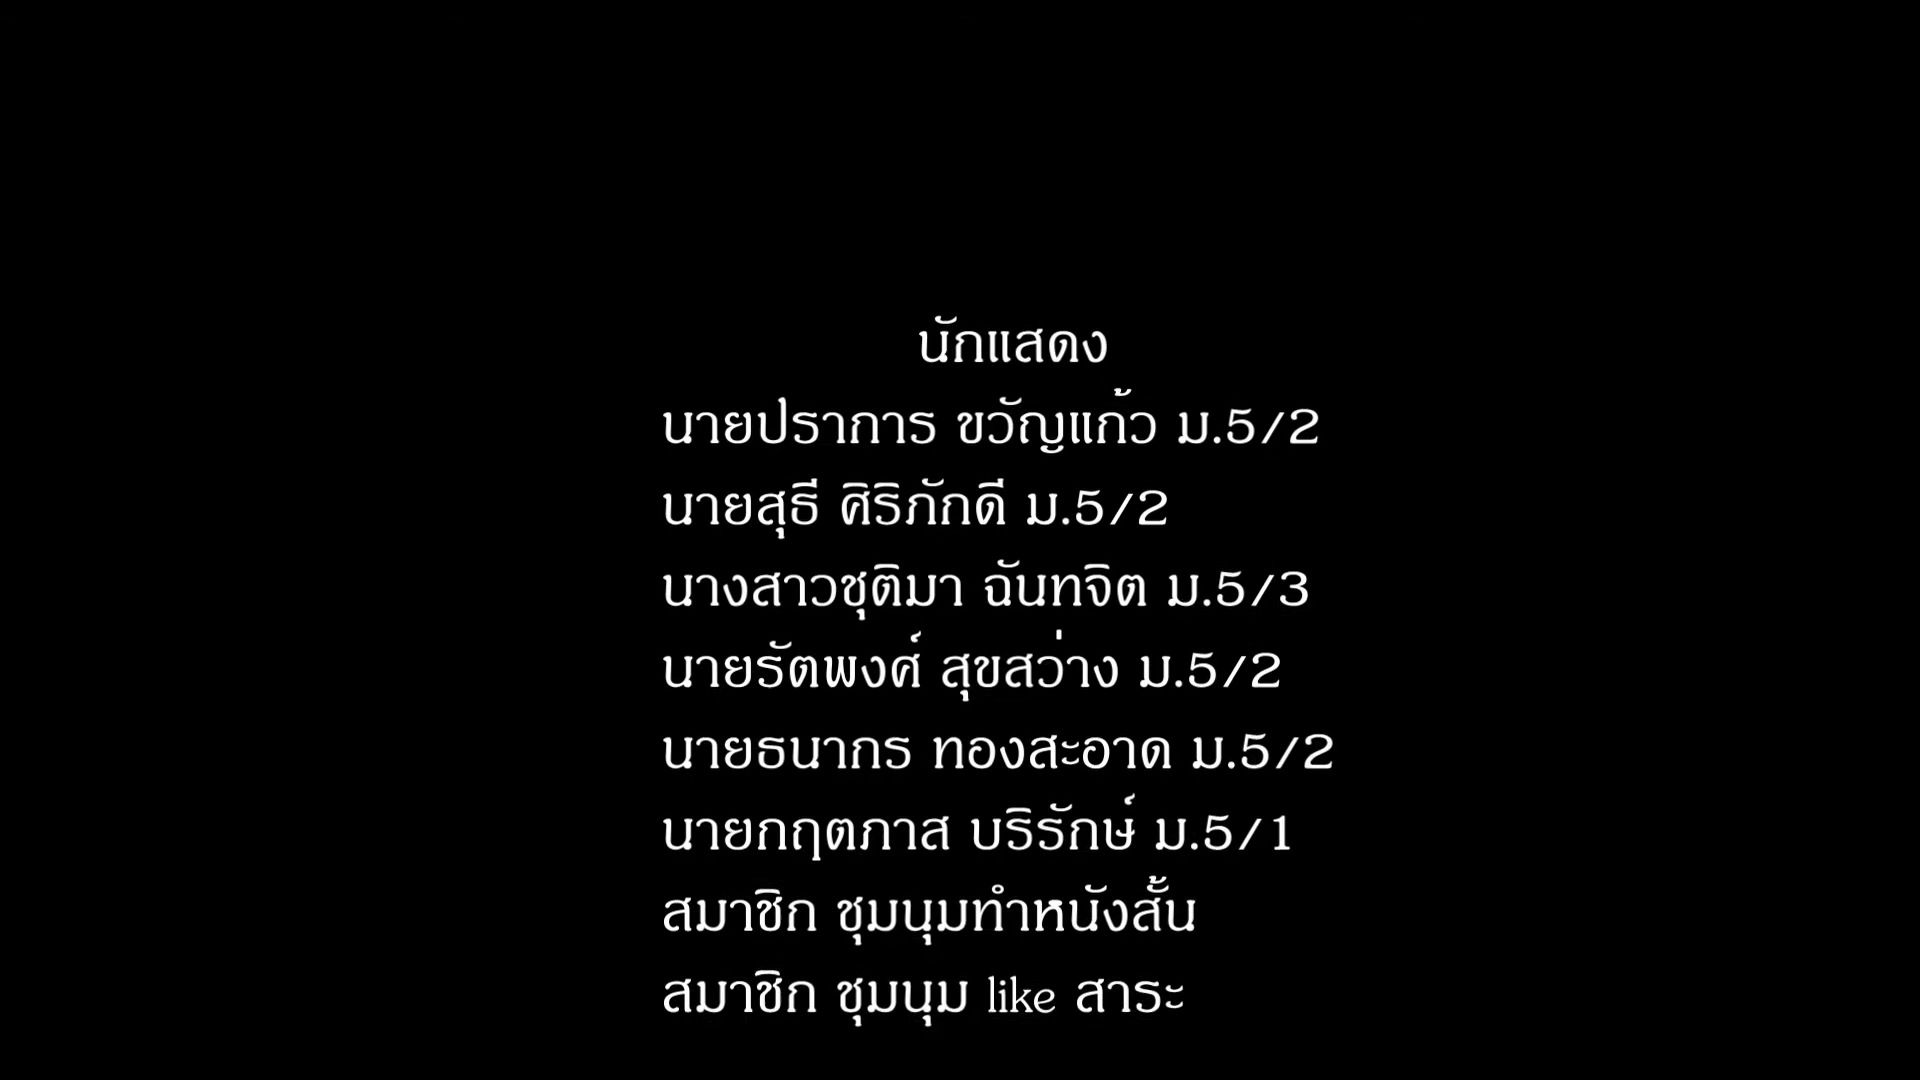 นักแสดง
นายปราการ ขวัญแก้ว ม.5/2
นายสุธี ศิริภักดี ม.5/2
นางสาวชุติมา ฉันทจิต ม.5/3
นายรัตพงศ์ สุขสว่าง ม.5/2
นายธนากร ทองสะอาด ม.5/2
นายกฤตภาส บริรักษ์ ม.5/1
สมาชิก ชุมนุมทำหนังสั้น
สมาชิก ชุมนุม like สาระ